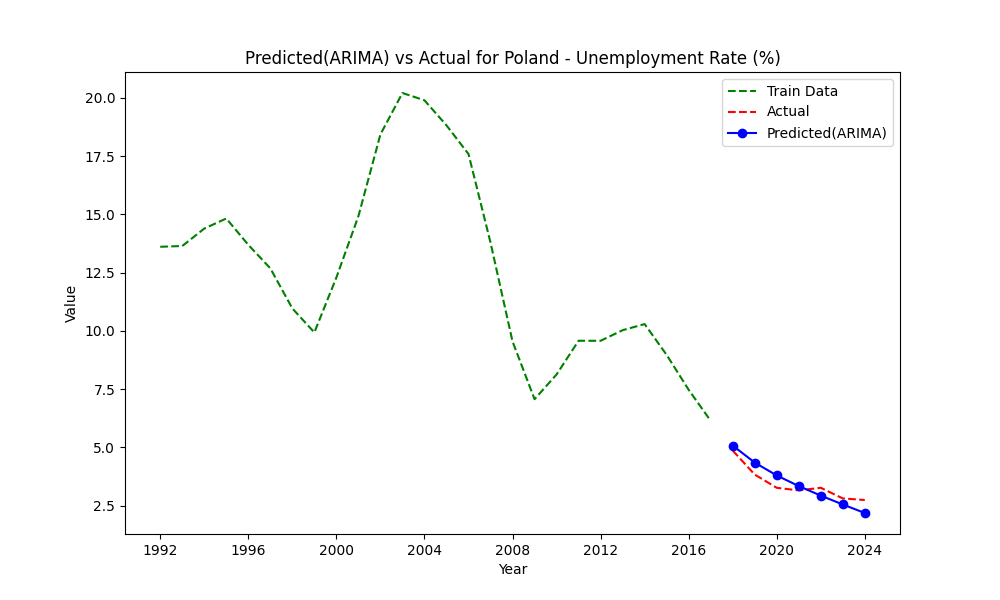 Predicted(ARIMA) vs Actual for Poland - Unemployment Rate (%)
Train Data
Actual
Predicted(ARIMA)
Value
20.0
17.5
15.0
12.5
10.0
7.5
5.0
2.5
1992 1996 2000 2004 2008 2012 2016 2020 2024
Year